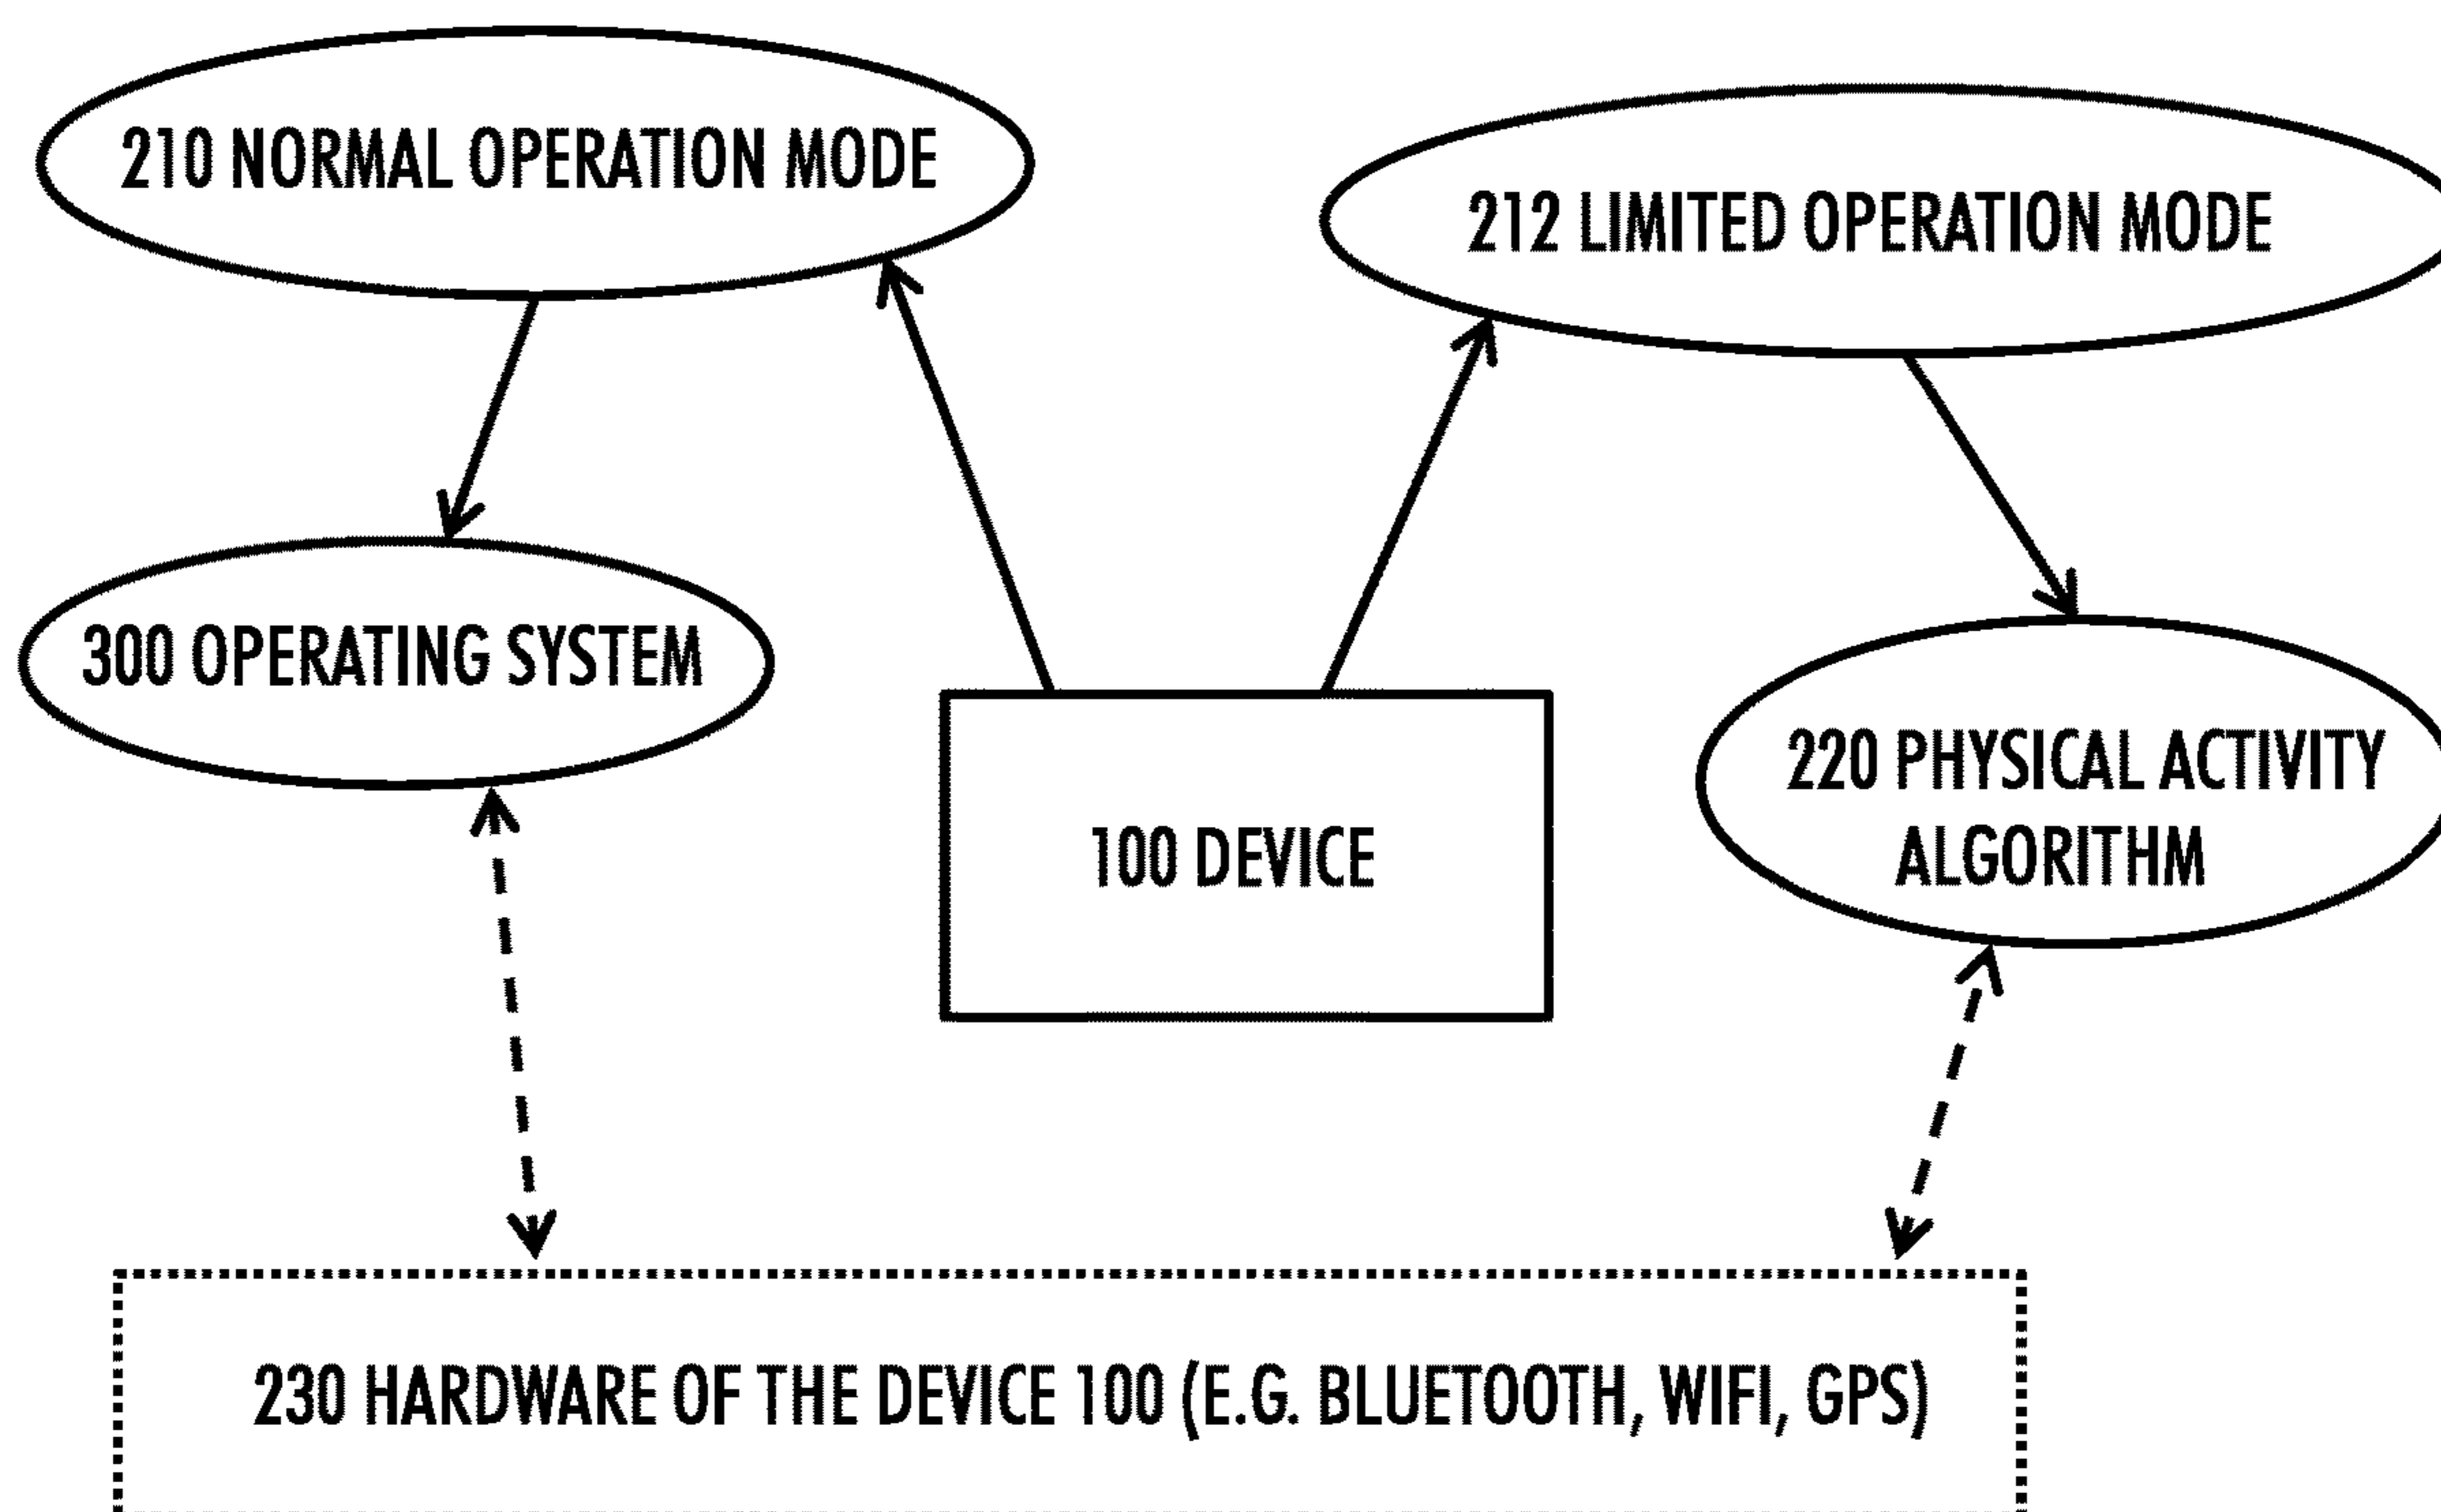 210 NORMAL OPERATION MODE
212 LIMITED OPERATION MODE
300 OPERATING SYSTEM
100 DEVICE
220 PHYSICAL ACTIVITY
ALGORITHM
230 HARDWARE OF THE DEVICE 100 (E.G. BLUETOOTH, WIFI, GPS)